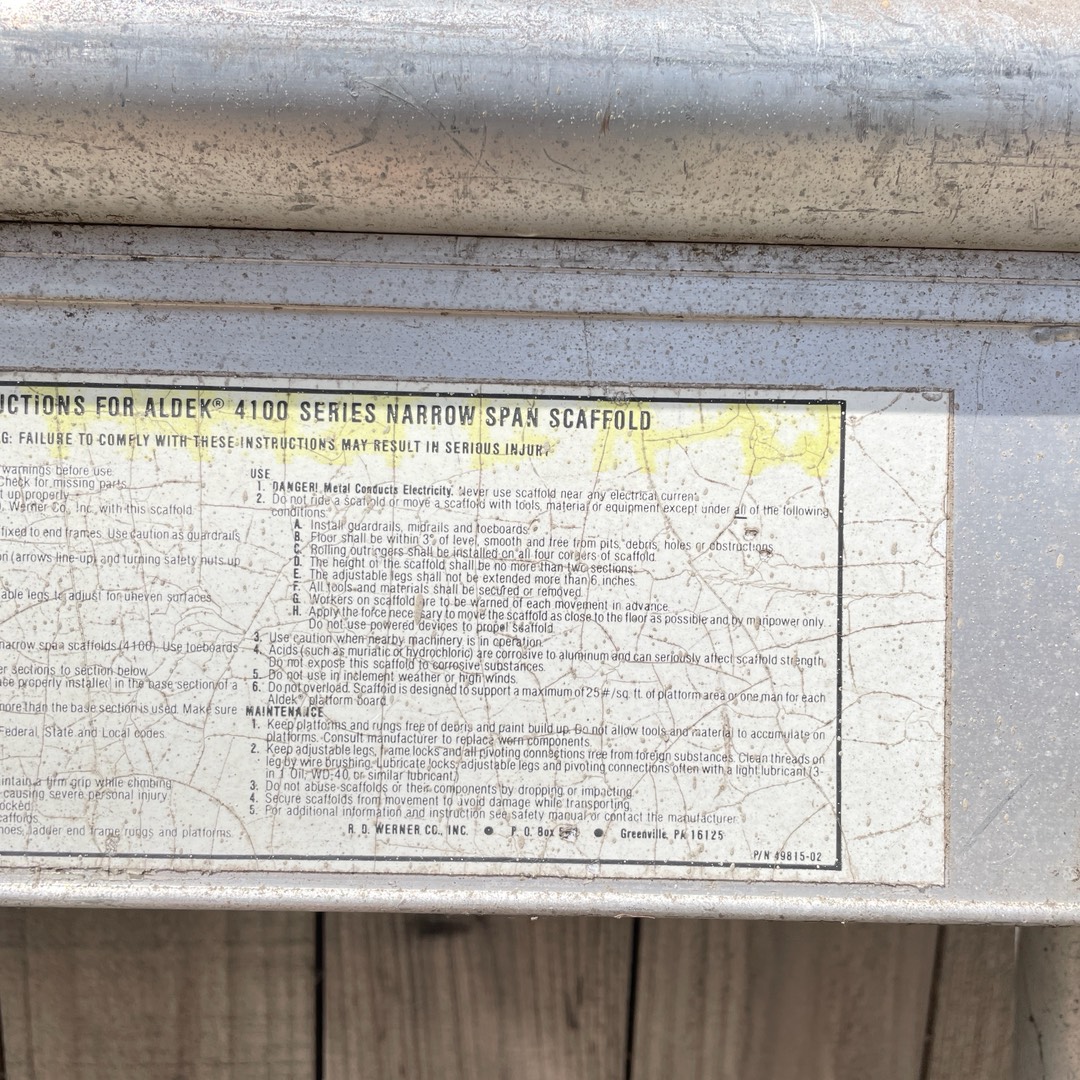 UCTIONS FOR ALDEK® 4100 SERIES NARROW SPAN SCAFFOLD
G: FAILURE TO COMPLY WITH THESE INSTRUCTIONS MAY RESULT IN SERIOUS INJURY
warnings before use
Check for missing parts
t up properly
Werner Co., Inc. with this scaffold
fixed to end frames. Use caution as guardrails
on (arrows line-up) and turning safety nuts up
able legs to adjust for uneven surfaces
narrow span scaffolds (4100). Use toeboards
er sections to section below
ase properly installed in the base section of a
more than the base section is used. Make sure
Federal, State and Local codes.
intain a firm grip while climbing
causing severe personal injury
ocked.
caffolds
hoes, ladder end frame rungs and platforms.
USE
1. DANGER! Metal Conducts Electricity. Never use scaffold near any electrical current
2. Do not ride a scaffold or move a scaffold with tools, material or equipment except under all of the following
conditions
A. Install guardrails, midrails and toeboards
B. Floor shall be within 3° of level, smooth and free from pits, debris, holes or obstructions
C. Rolling outriggers shall be installed on all four corners of scaffold.
D. The height of the scaffold shall be no more than two sections.
E. The adjustable legs shall not be extended more than 6 inches.
F. All tools and materials shall be secured or removed.
G. Workers on scaffold are to be warned of each movement in advance.
H. Apply the force necessary to move the scaffold as close to the floor as possible and by manpower only.
Do not use powered devices to propel scaffold.
3. Use caution when nearby machinery is in operation.
4. Acids (such as muriatic or hydrochloric) are corrosive to aluminum and can seriously affect scaffold strength.
Do not expose this scaffold to corrosive substances.
5. Do not use in inclement weather or high winds.
6. Do not overload. Scaffold is designed to support a maximum of 25 #/sq. ft. of platform area or one man for each
Aldek® platform board.
MAINTENANCE
1. Keep platforms and rungs free of debris and paint build up. Do not allow tools and material to accumulate on
platforms. Consult manufacturer to replace worn components.
2. Keep adjustable legs, frame locks and all pivoting connections free from foreign substances. Clean threads on
leg by wire brushing. Lubricate locks, adjustable legs and pivoting connections often with a light lubricant (3-
in 1 Oil, WD-40, or similar lubricant.)
3. Do not abuse scaffolds or their components by dropping or impacting.
4. Secure scaffolds from movement to avoid damage while transporting.
5. For additional information and instruction see safety manual or contact the manufacturer.
R. D. WERNER CO., INC. ● P. O. Box ● Greenville, PA 16125
P/N 49815-02